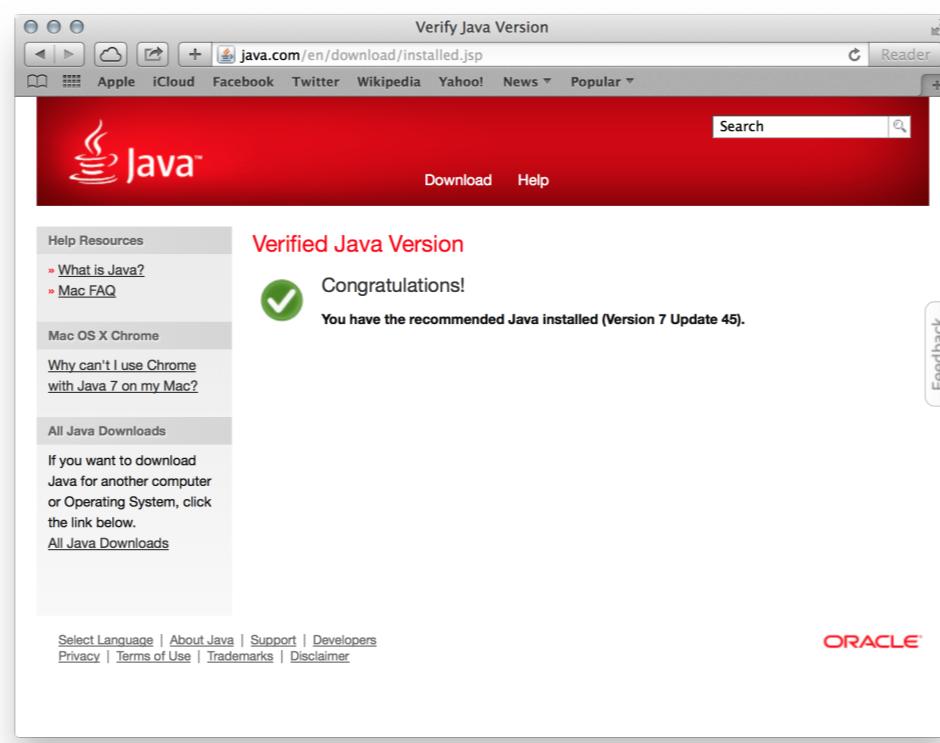 Verify Java Version
java.com/en/download/installed.jsp
Reader
Apple iCloud Facebook Twitter Wikipedia Yahoo! News Popular
Search
Java™
Download Help
Help Resources
» What is Java?
» Mac FAQ
Mac OS X Chrome
Why can't I use Chrome
with Java 7 on my Mac?
All Java Downloads
If you want to download
Java for another computer
or Operating System, click
the link below.
All Java Downloads
Verified Java Version
Congratulations!
You have the recommended Java installed (Version 7 Update 45).
Feedback
Select Language | About Java | Support | Developers
Privacy | Terms of Use | Trademarks | Disclaimer
ORACLE